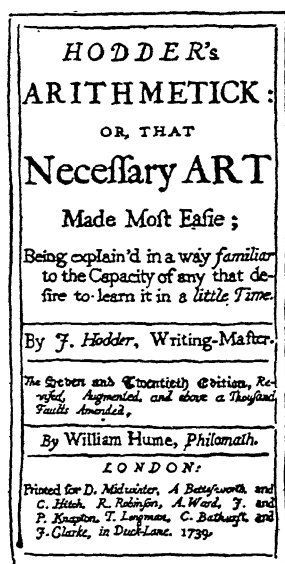 HODDER's
ARITHMETICK:
OR, THAT
Neceſſary ART
Made Moſt Eaſie;
Being explain'd in a way familiar
to the Capacity of any that de-
ſire to learn it in a little Time.
By J. Hodder, Writing-Maſter.
The Seven and Twentieth Edition, Re-
viſed, Augmented, and above a Thouſand
Faults Amended,
By William Hume, Philomath.
LONDON:
Printed for D. Midwinter, A Betteſworth and
C. Hitch, R. Robinſon, A. Ward, J. and
P. Knapton, T. Longman, C. Bathurſt, and
J. Clarke, in Duck-Lane. 1739.